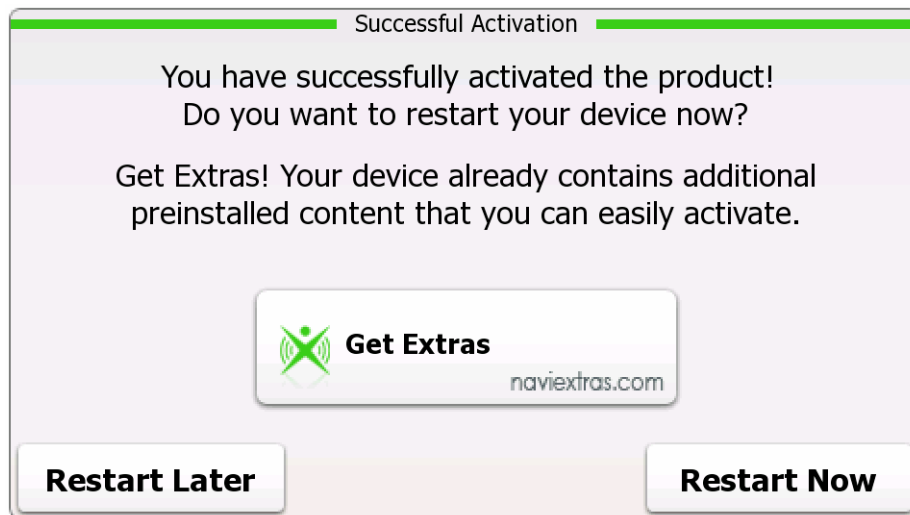 Successful Activation
You have successfully activated the product!
Do you want to restart your device now?
Get Extras! Your device already contains additional
preinstalled content that you can easily activate.
Get Extras
naviextras.com
Restart Later
Restart Now